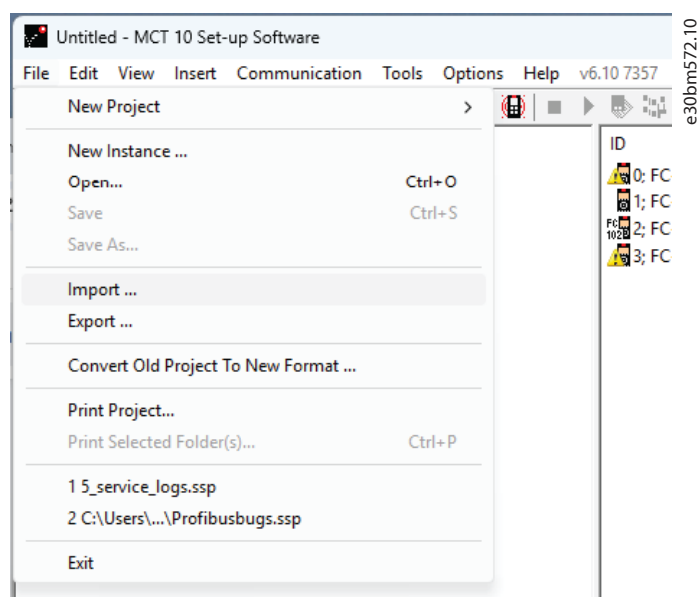 Untitled - MCT 10 Set-up Software
File Edit View Insert Communication Tools Options Help v6.10 7357
New Project >
New Instance ...
Open... Ctrl+O
Save Ctrl+S
Save As...
Import ...
Export ...
Convert Old Project To New Format ...
Print Project...
Print Selected Folder(s)... Ctrl+P
1 5_service_logs.ssp
2 C:\Users\...\Profibusbugs.ssp
Exit
ID
0; FC
1; FC
FC 102 2; FC
3; FC
e30bm572.10